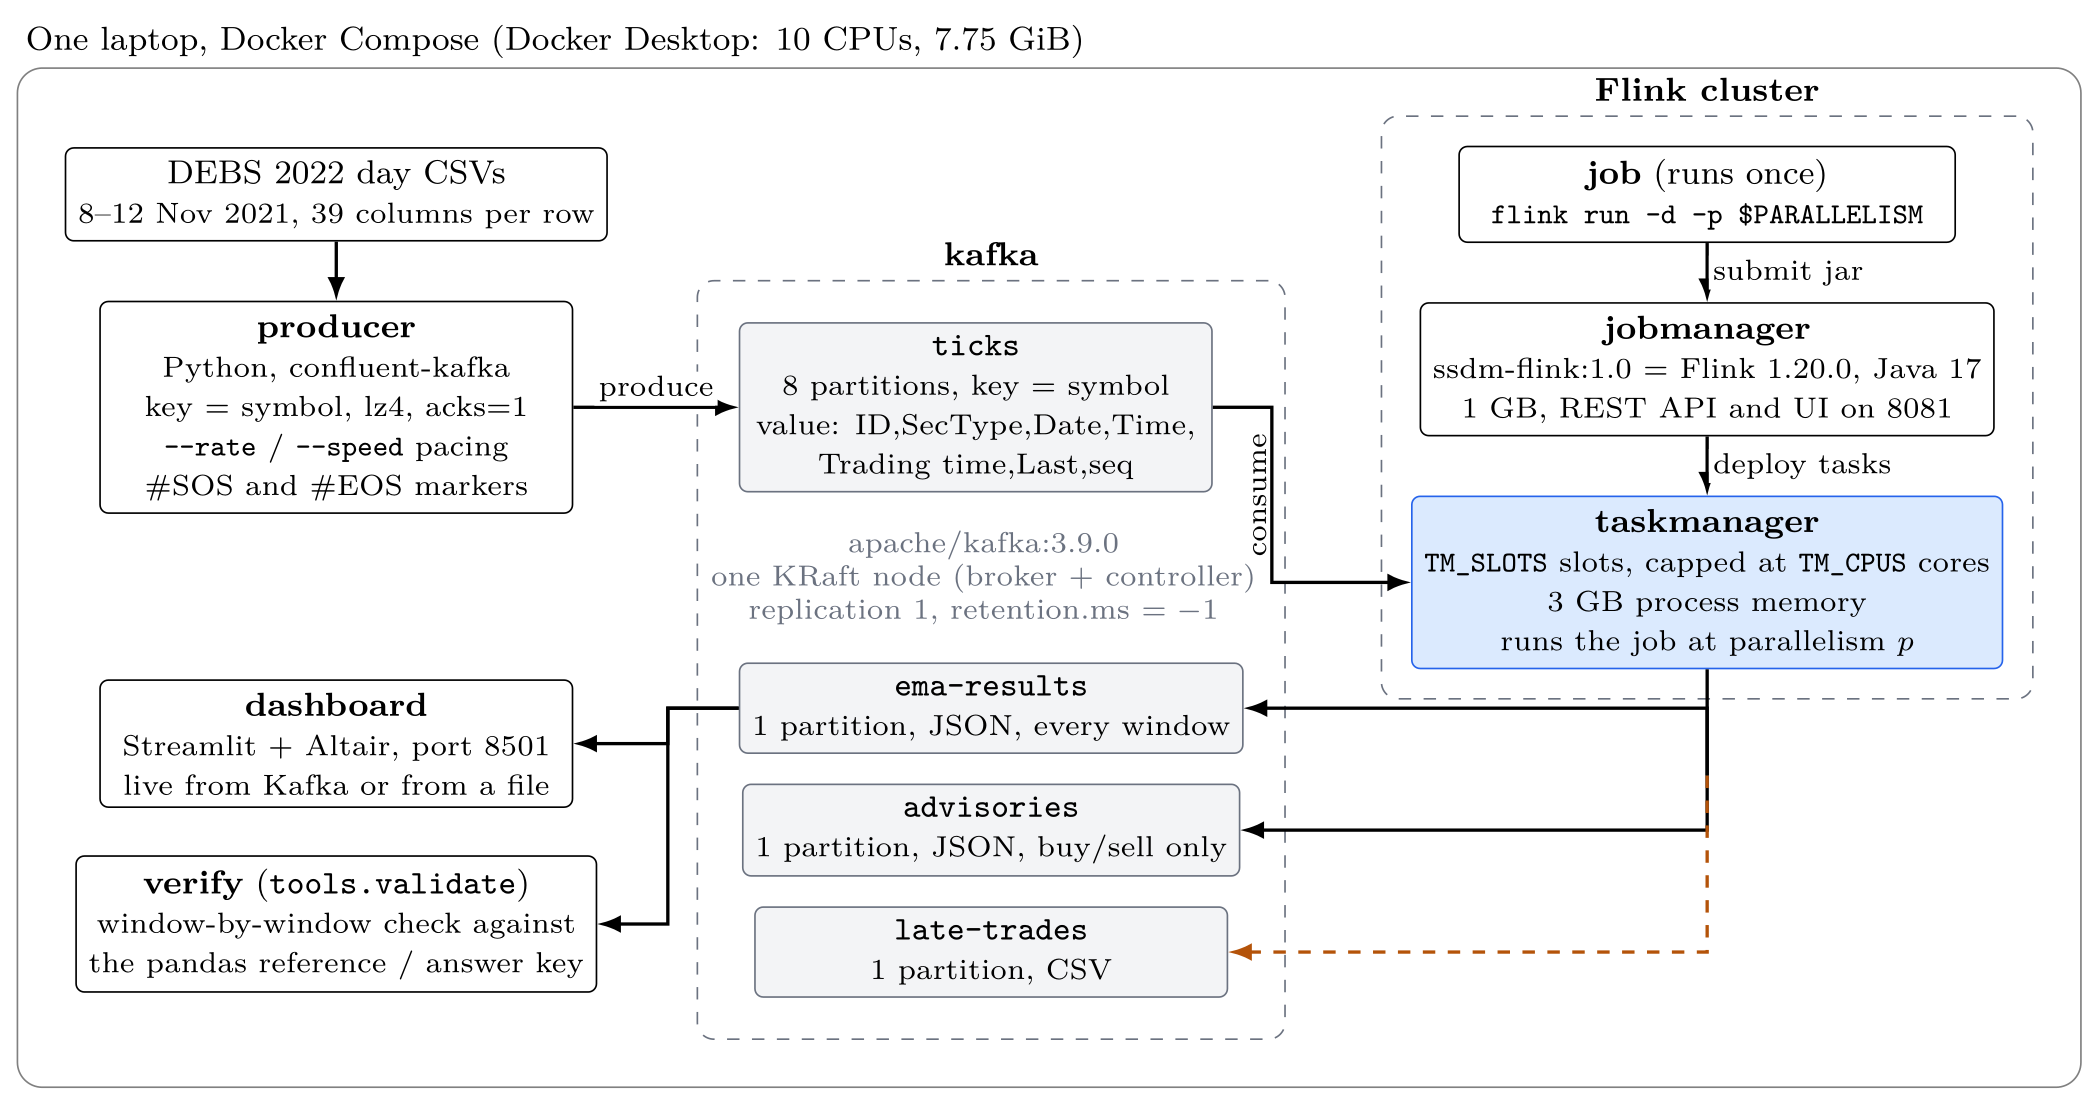 One laptop, Docker Compose (Docker Desktop: 10 CPUs, 7.75 GiB)
DEBS 2022 day CSVs
8–12 Nov 2021, 39 columns per row
producer
Python, confluent-kafka
key = symbol, lz4, acks=1
--rate / --speed pacing
#SOS and #EOS markers
produce
kafka
ticks
8 partitions, key = symbol
value: ID,SecType,Date,Time,
Trading time,Last,seq
apache/kafka:3.9.0
one KRaft node (broker + controller)
replication 1, retention.ms = −1
consume
Flink cluster
job (runs once)
flink run -d -p $PARALLELISM
submit jar
jobmanager
ssdm-flink:1.0 = Flink 1.20.0, Java 17
1 GB, REST API and UI on 8081
deploy tasks
taskmanager
TM_SLOTS slots, capped at TM_CPUS cores
3 GB process memory
runs the job at parallelism p
ema-results
1 partition, JSON, every window
advisories
1 partition, JSON, buy/sell only
late-trades
1 partition, CSV
dashboard
Streamlit + Altair, port 8501
live from Kafka or from a file
verify (tools.validate)
window-by-window check against
the pandas reference / answer key